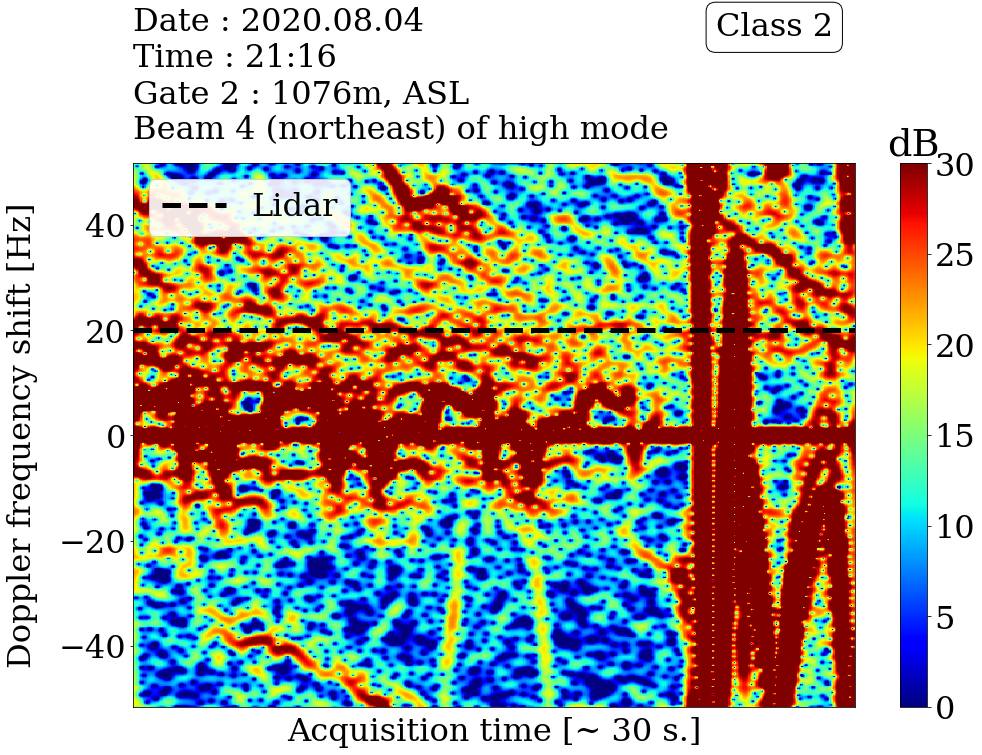 Date : 2020.08.04
Time : 21:16
Gate 2 : 1076m, ASL
Beam 4 (northeast) of high mode
Class 2
dB
Lidar
Doppler frequency shift [Hz]
40
20
0
−20
−40
Acquisition time [~ 30 s.]
30
25
20
15
10
5
0